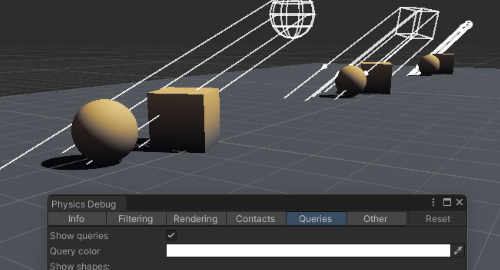 Physics Debug
Info Filtering Rendering Contacts Queries Other Reset
Show queries
Query color
Show shapes: